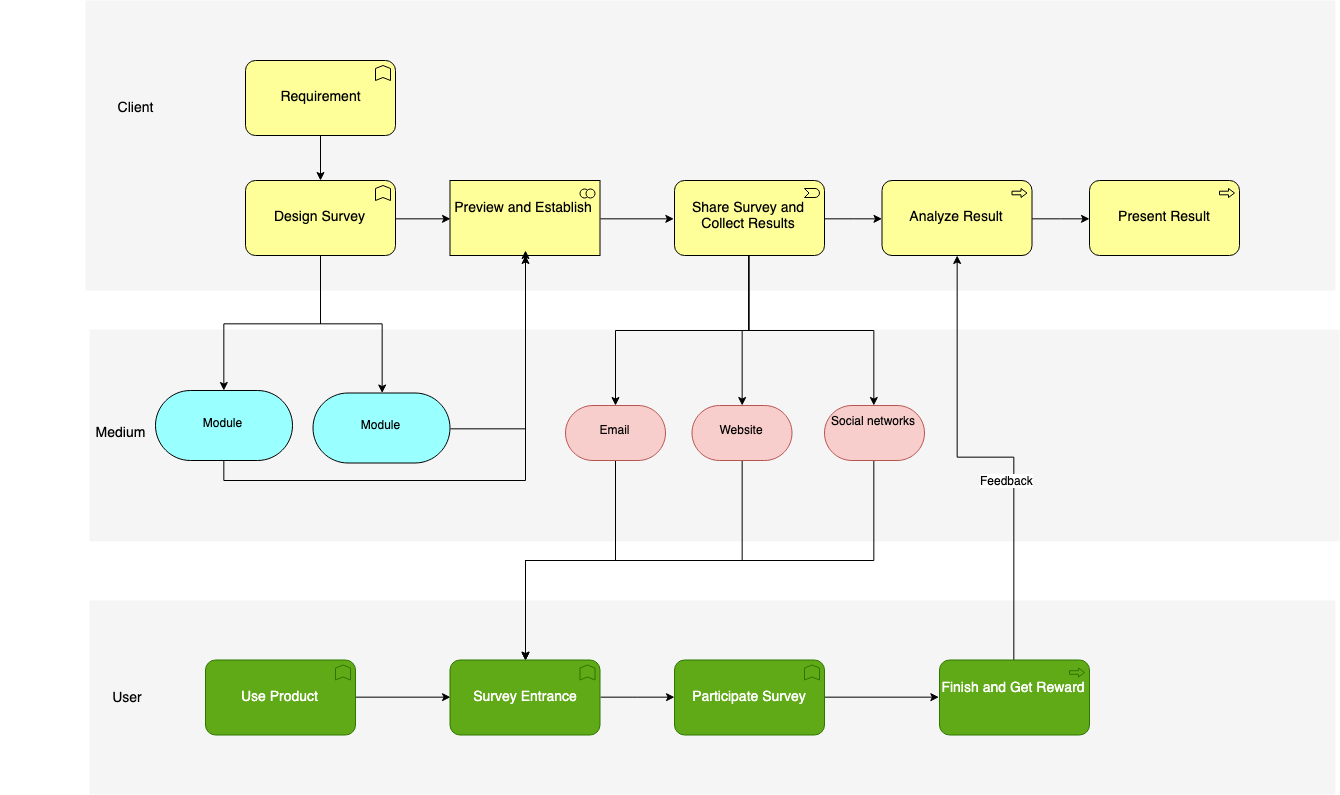 Client
Requirement
Design Survey
Preview and Establish
Share Survey and
Collect Results
Analyze Result
Present Result
Medium
Module
Module
Email
Website
Social networks
Feedback
User
Use Product
Survey Entrance
Participate Survey
Finish and Get Reward